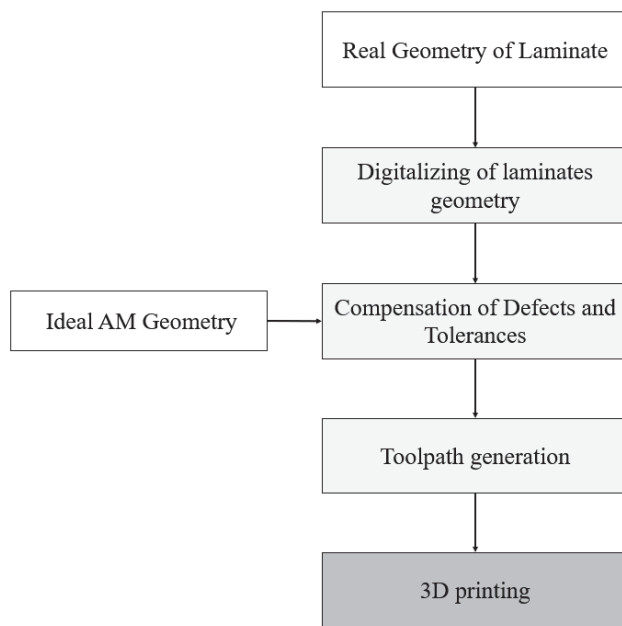 Real Geometry of Laminate
Digitalizing of laminates
geometry
Ideal AM Geometry
Compensation of Defects and
Tolerances
Toolpath generation
3D printing